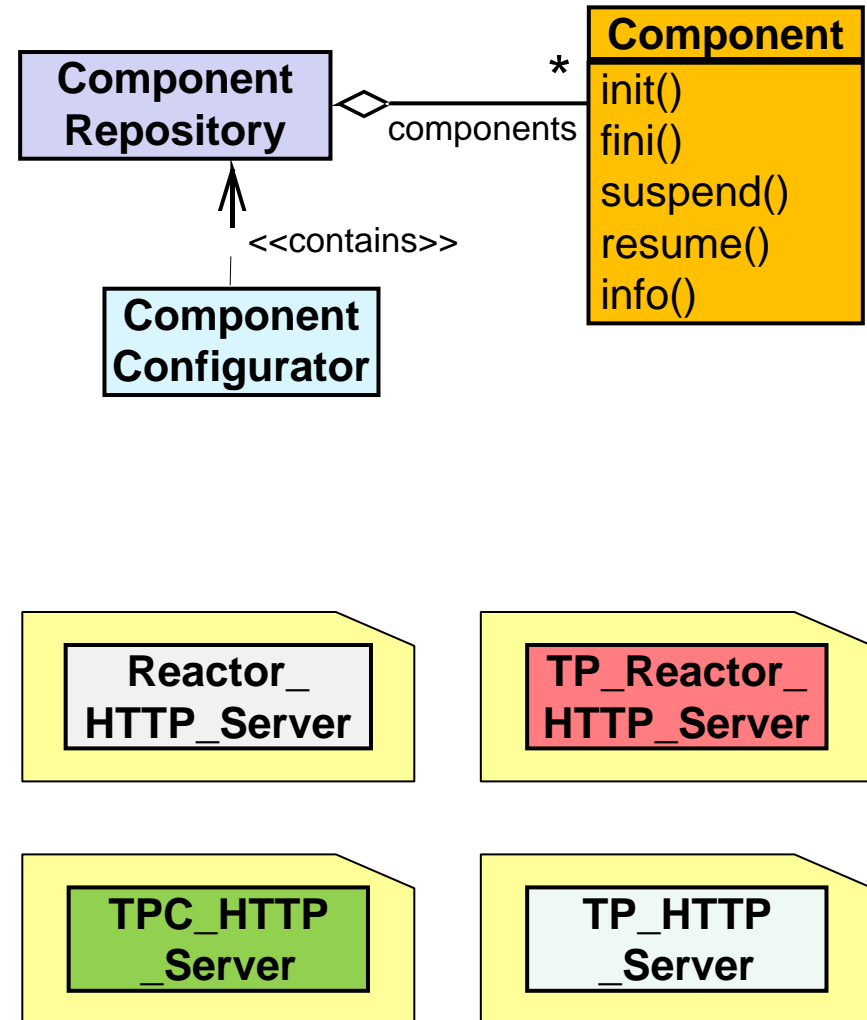 Component
Repository
*
components
Component
init()
fini()
suspend()
resume()
info()
<<contains>>
Component
Configurator
Reactor_
HTTP_Server
TP_Reactor_
HTTP_Server
TPC_HTTP
_Server
TP_HTTP
_Server